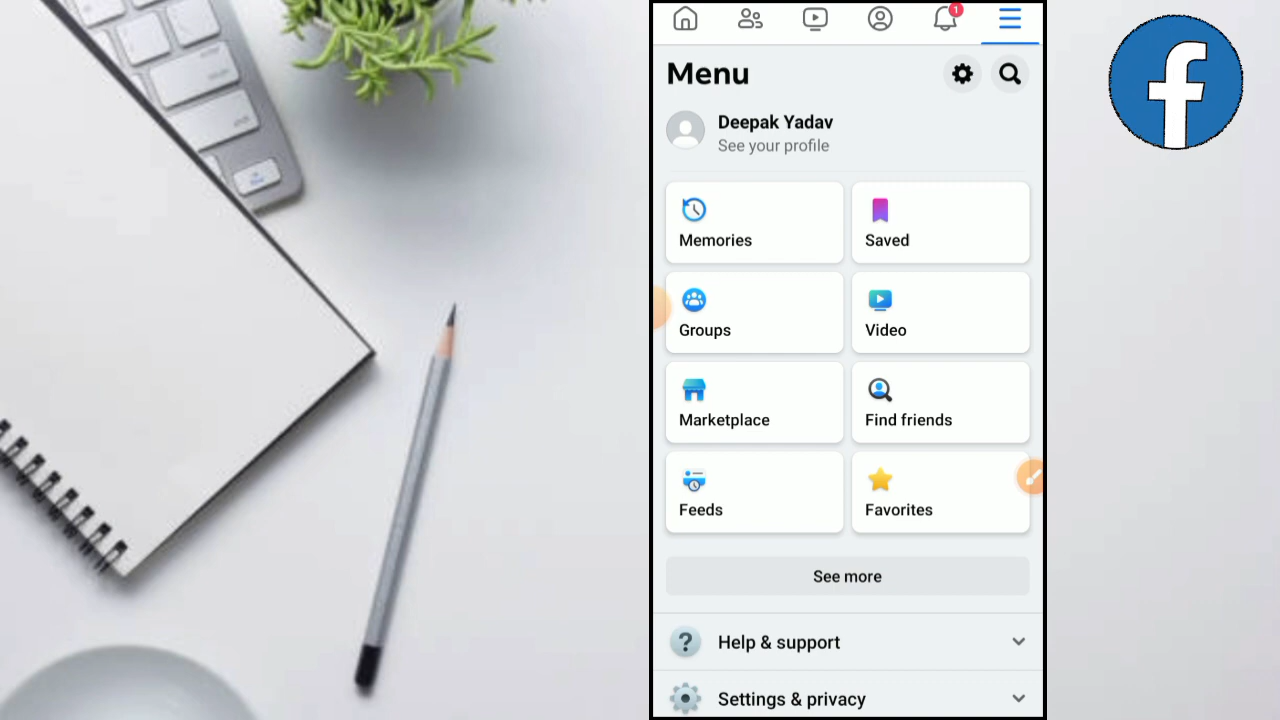 f
1
Menu
Deepak Yadav
See your profile
Memories
Saved
Groups
Video
Marketplace
Find friends
Feeds
Favorites
See more
? Help & support
Settings & privacy